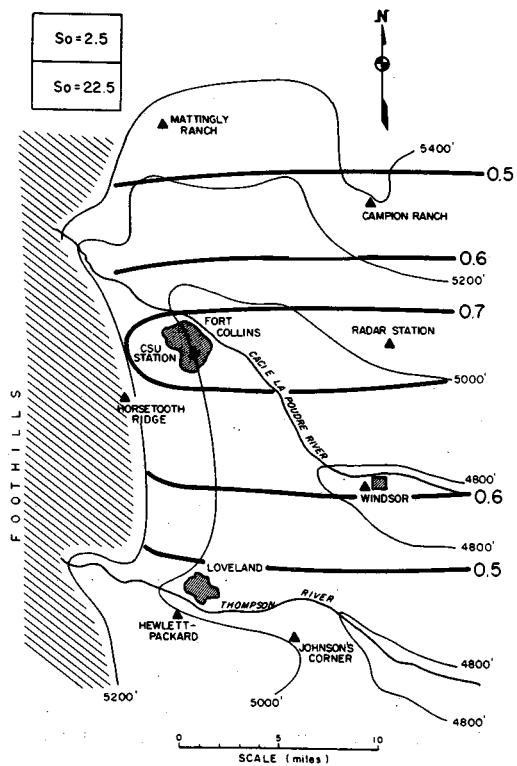 So = 2.5
So = 22.5
N
MATTINGLY
RANCH
5400'
0.5
CAMPION RANCH
0.6
5200'
0.7
FORT
COLLINS
RADAR STATION
CSU
STATION
5000'
CACHE LA POUDRE RIVER
HORSETOOTH
RIDGE
FOOTHILLS
4800'
WINDSOR
0.6
4800'
LOVELAND
0.5
THOMPSON RIVER
HEWLETT-
PACKARD
JOHNSON'S
CORNER
4800'
5200'
5000'
4800'
0 5 10
SCALE (miles)